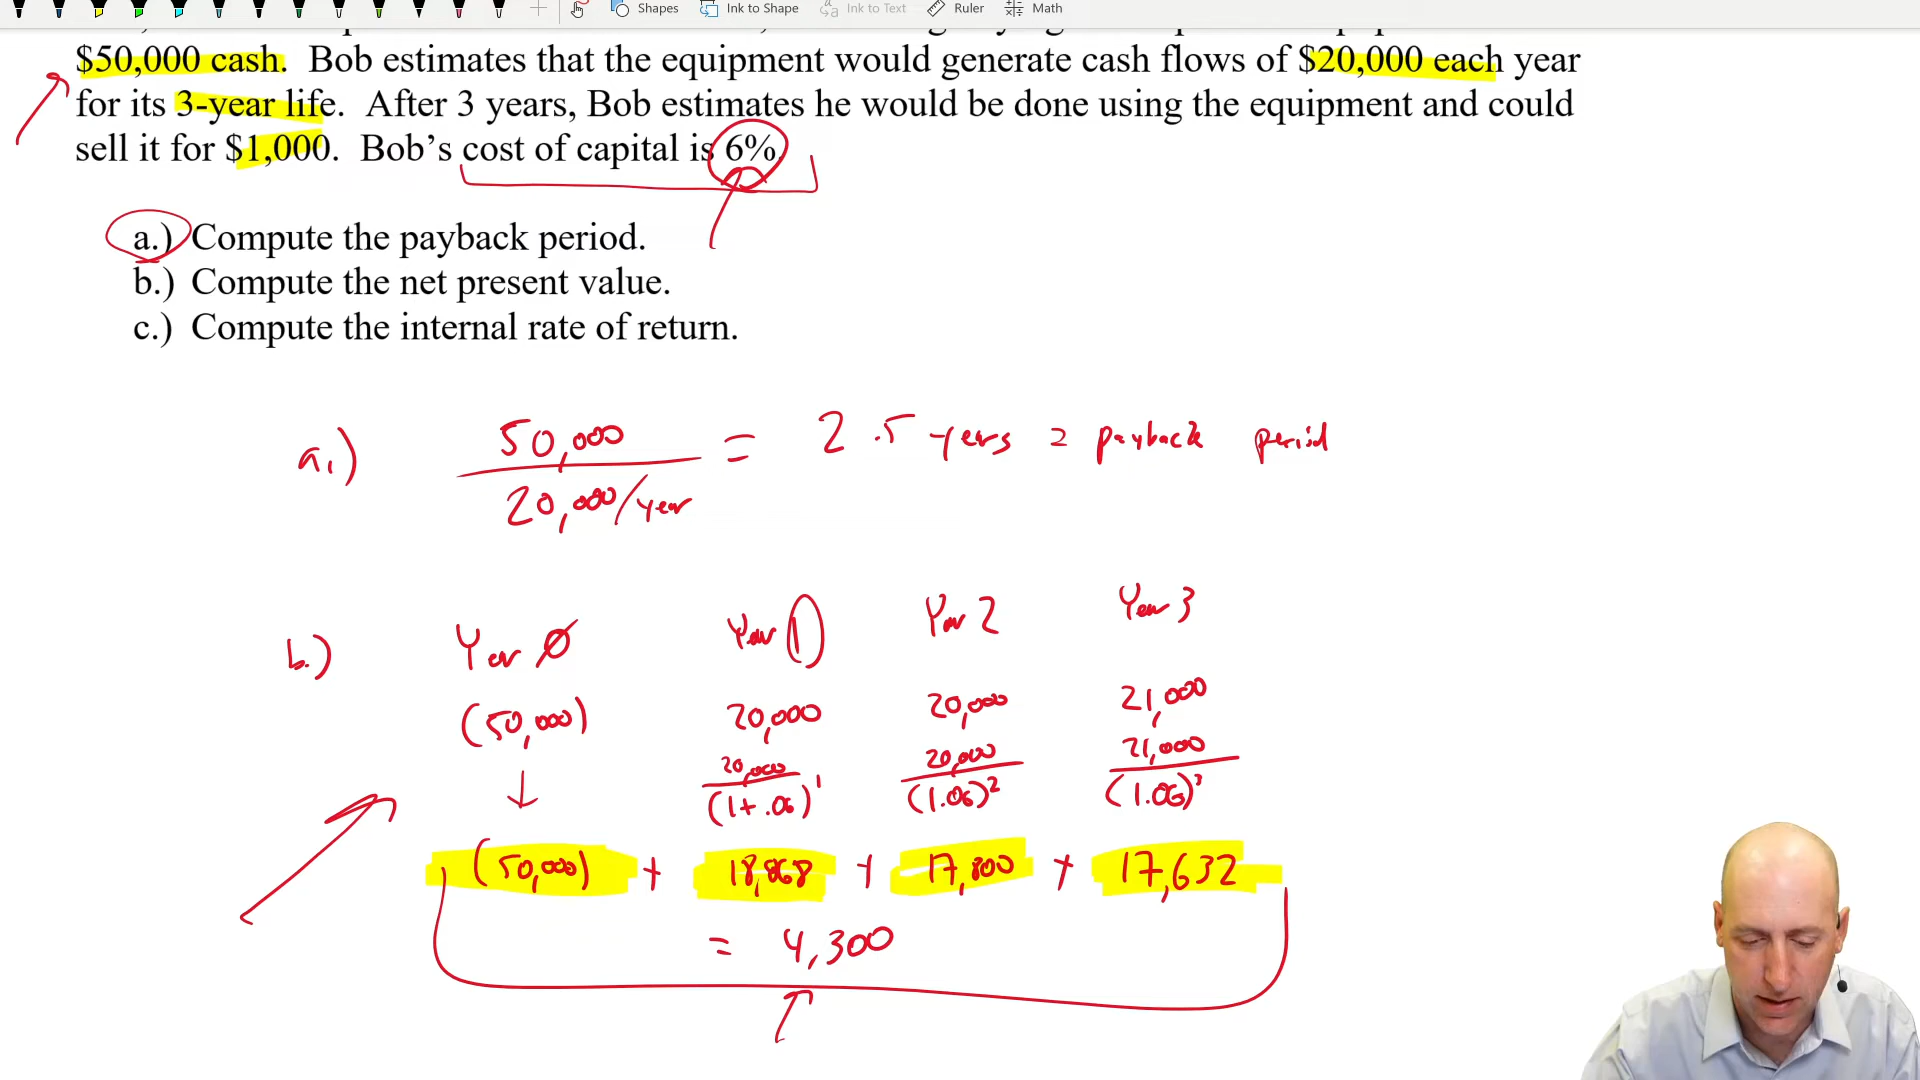 Shapes Ink to Shape Ink to Text Ruler Math
$50,000 cash. Bob estimates that the equipment would generate cash flows of $20,000 each year
for its 3-year life. After 3 years, Bob estimates he would be done using the equipment and could
sell it for $1,000. Bob's cost of capital is 6%.
a.) Compute the payback period.
b.) Compute the net present value.
c.) Compute the internal rate of return.
a.) 50,000 / 20,000/year = 2.5 years = payback period
b.) Year 0 Year 1 Year 2 Year 3
(50,000) 20,000 20,000 21,000
20,000 20,000 21,000
(1+.06)^1 (1.06)^2 (1.06)^3
(50,000) + 18,868 + 17,800 + 17,632
= 4,300